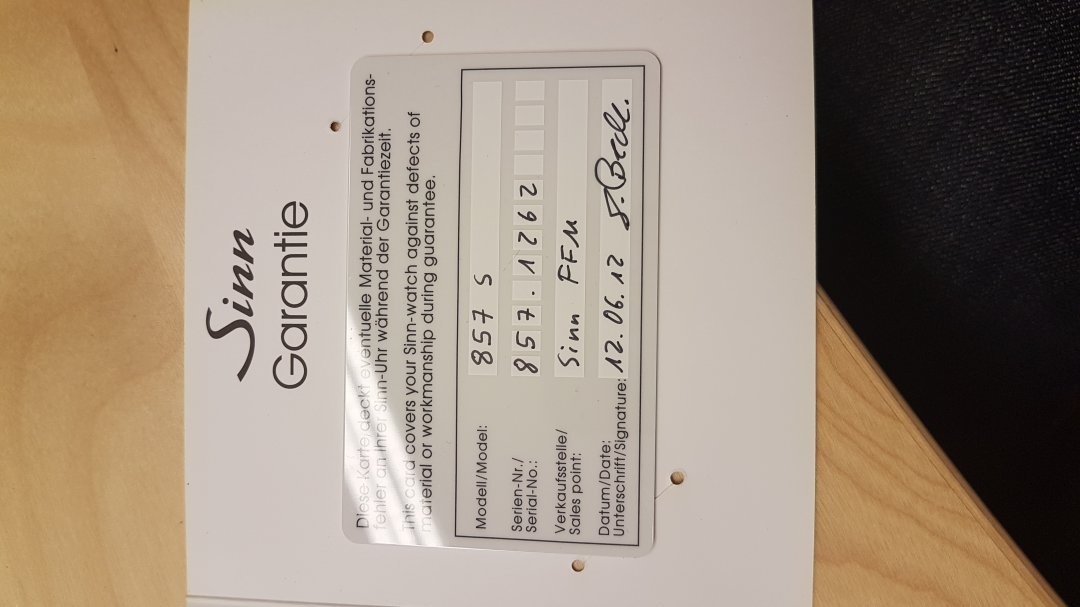 Sinn
Garantie
Diese Karte deckt eventuelle Material- und Fabrikations-
fehler an Ihrer Sinn-Uhr während der Garantiezeit.
This card covers your Sinn-watch against defects of
material or workmanship during guarantee.
Modell/Model: 857 S
Serien-Nr./
Serial-No.: 857.1262
Verkaufsstelle/
Sales point: Sinn FFM
Datum/Date:
Unterschrift/Signature: 12.06.12